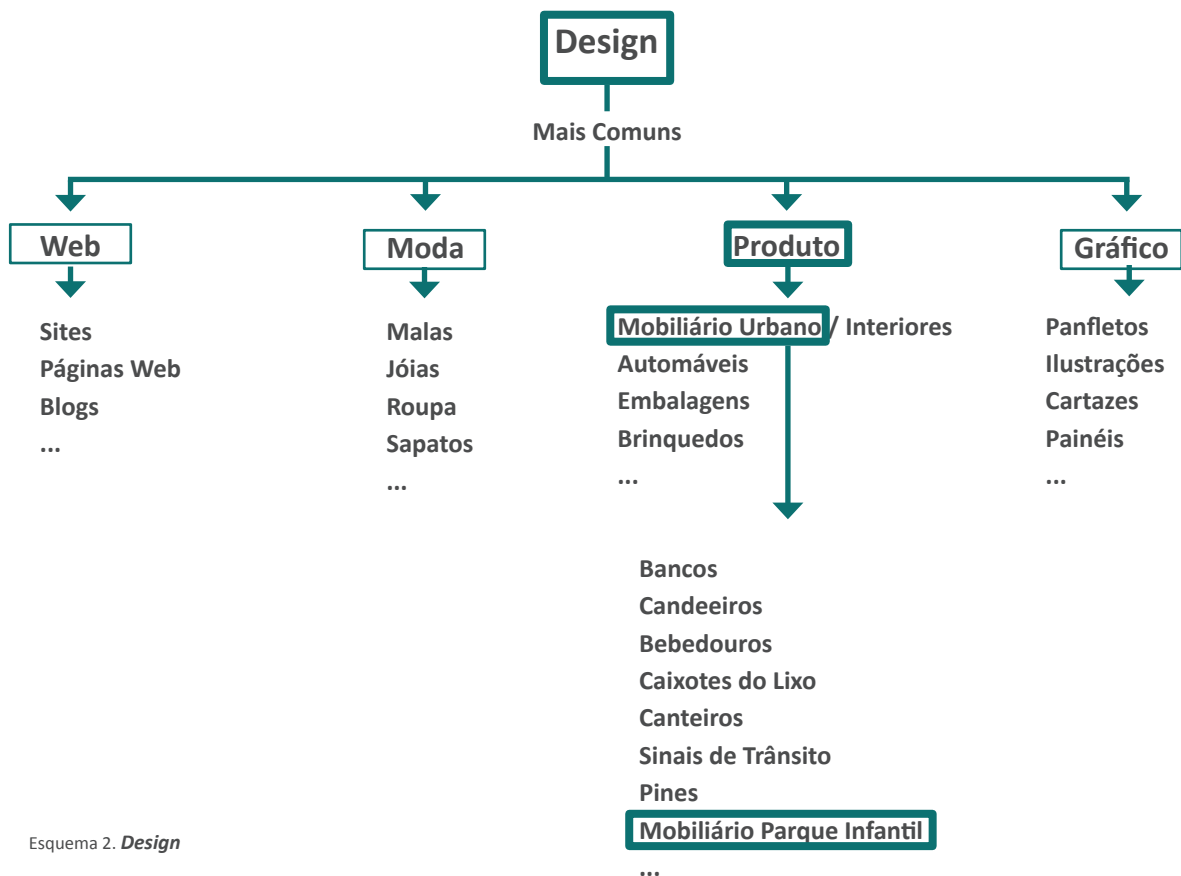 Design
Mais Comuns
Web
Sites
Páginas Web
Blogs
...
Moda
Malas
Jóias
Roupa
Sapatos
...
Produto
Mobiliário Urbano / Interiores
Automáveis
Embalagens
Brinquedos
...
Bancos
Candeeiros
Bebedouros
Caixotes do Lixo
Canteiros
Sinais de Trânsito
Pines
Mobiliário Parque Infantil
...
Gráfico
Panfletos
Ilustrações
Cartazes
Painéis
...
Esquema 2. Design